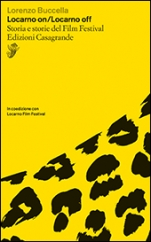 Lorenzo Buccella
Locarno on/Locarno off
Storia e storie del Film Festival
Edizioni Casagrande
In coedizione con
Locarno Film Festival